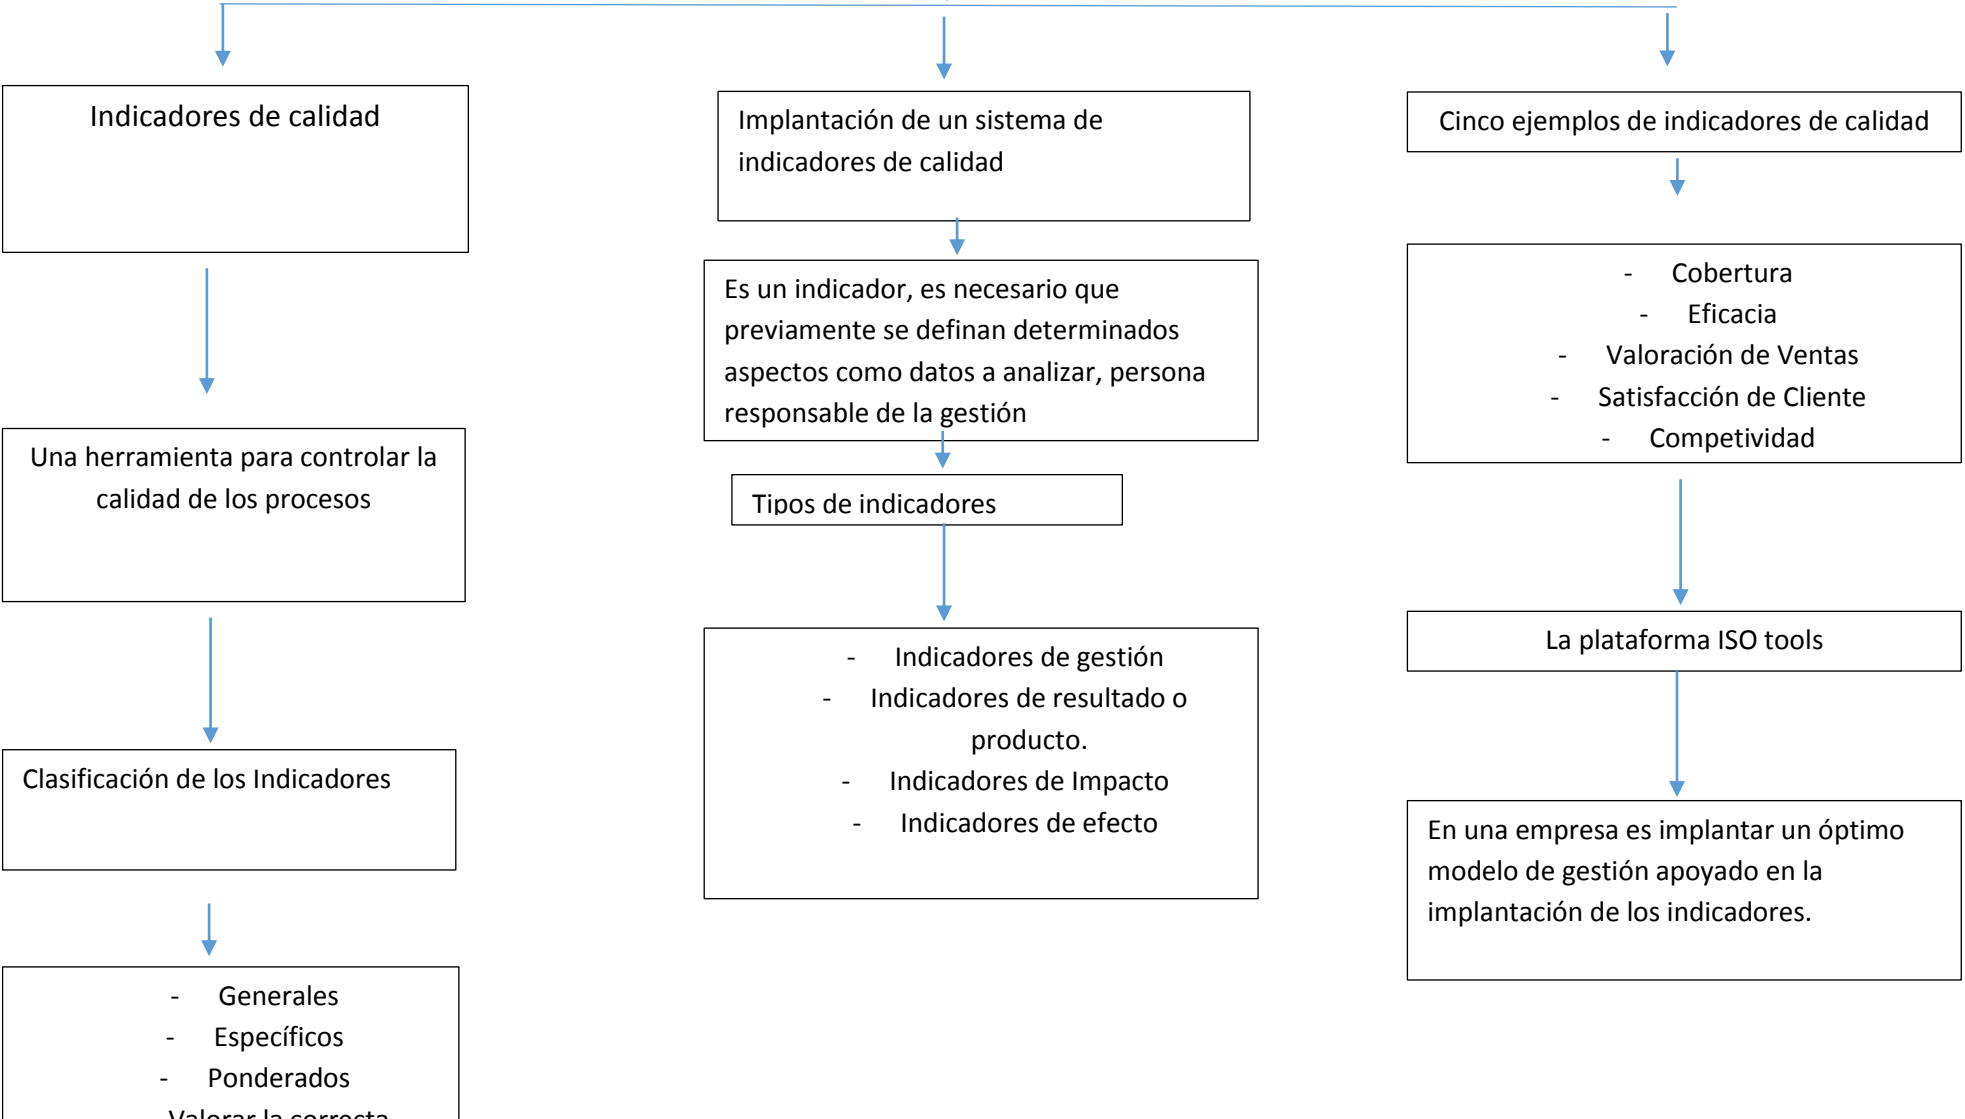 Indicadores de calidad
Una herramienta para controlar la
calidad de los procesos
Clasificación de los Indicadores
- Generales
- Específicos
- Ponderados
Valorar la correcta
Implantación de un sistema de
indicadores de calidad
Es un indicador, es necesario que
previamente se definan determinados
aspectos como datos a analizar, persona
responsable de la gestión
Tipos de indicadores
- Indicadores de gestión
- Indicadores de resultado o
producto.
- Indicadores de Impacto
- Indicadores de efecto
Cinco ejemplos de indicadores de calidad
- Cobertura
- Eficacia
- Valoración de Ventas
- Satisfacción de Cliente
- Competividad
La plataforma ISO tools
En una empresa es implantar un óptimo
modelo de gestión apoyado en la
implantación de los indicadores.